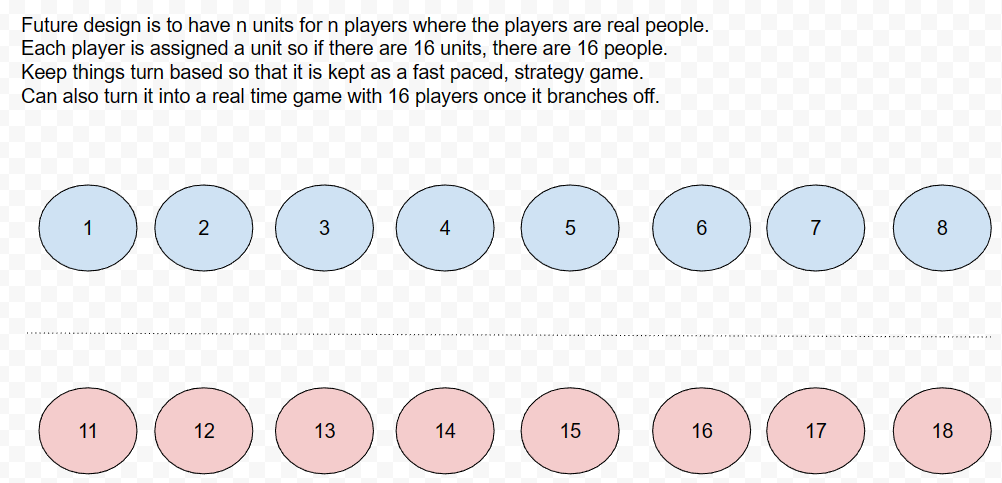 Future design is to have n units for n players where the players are real people.
Each player is assigned a unit so if there are 16 units, there are 16 people.
Keep things turn based so that it is kept as a fast paced, strategy game.
Can also turn it into a real time game with 16 players once it branches off.
1 2 3 4 5 6 7 8
11 12 13 14 15 16 17 18